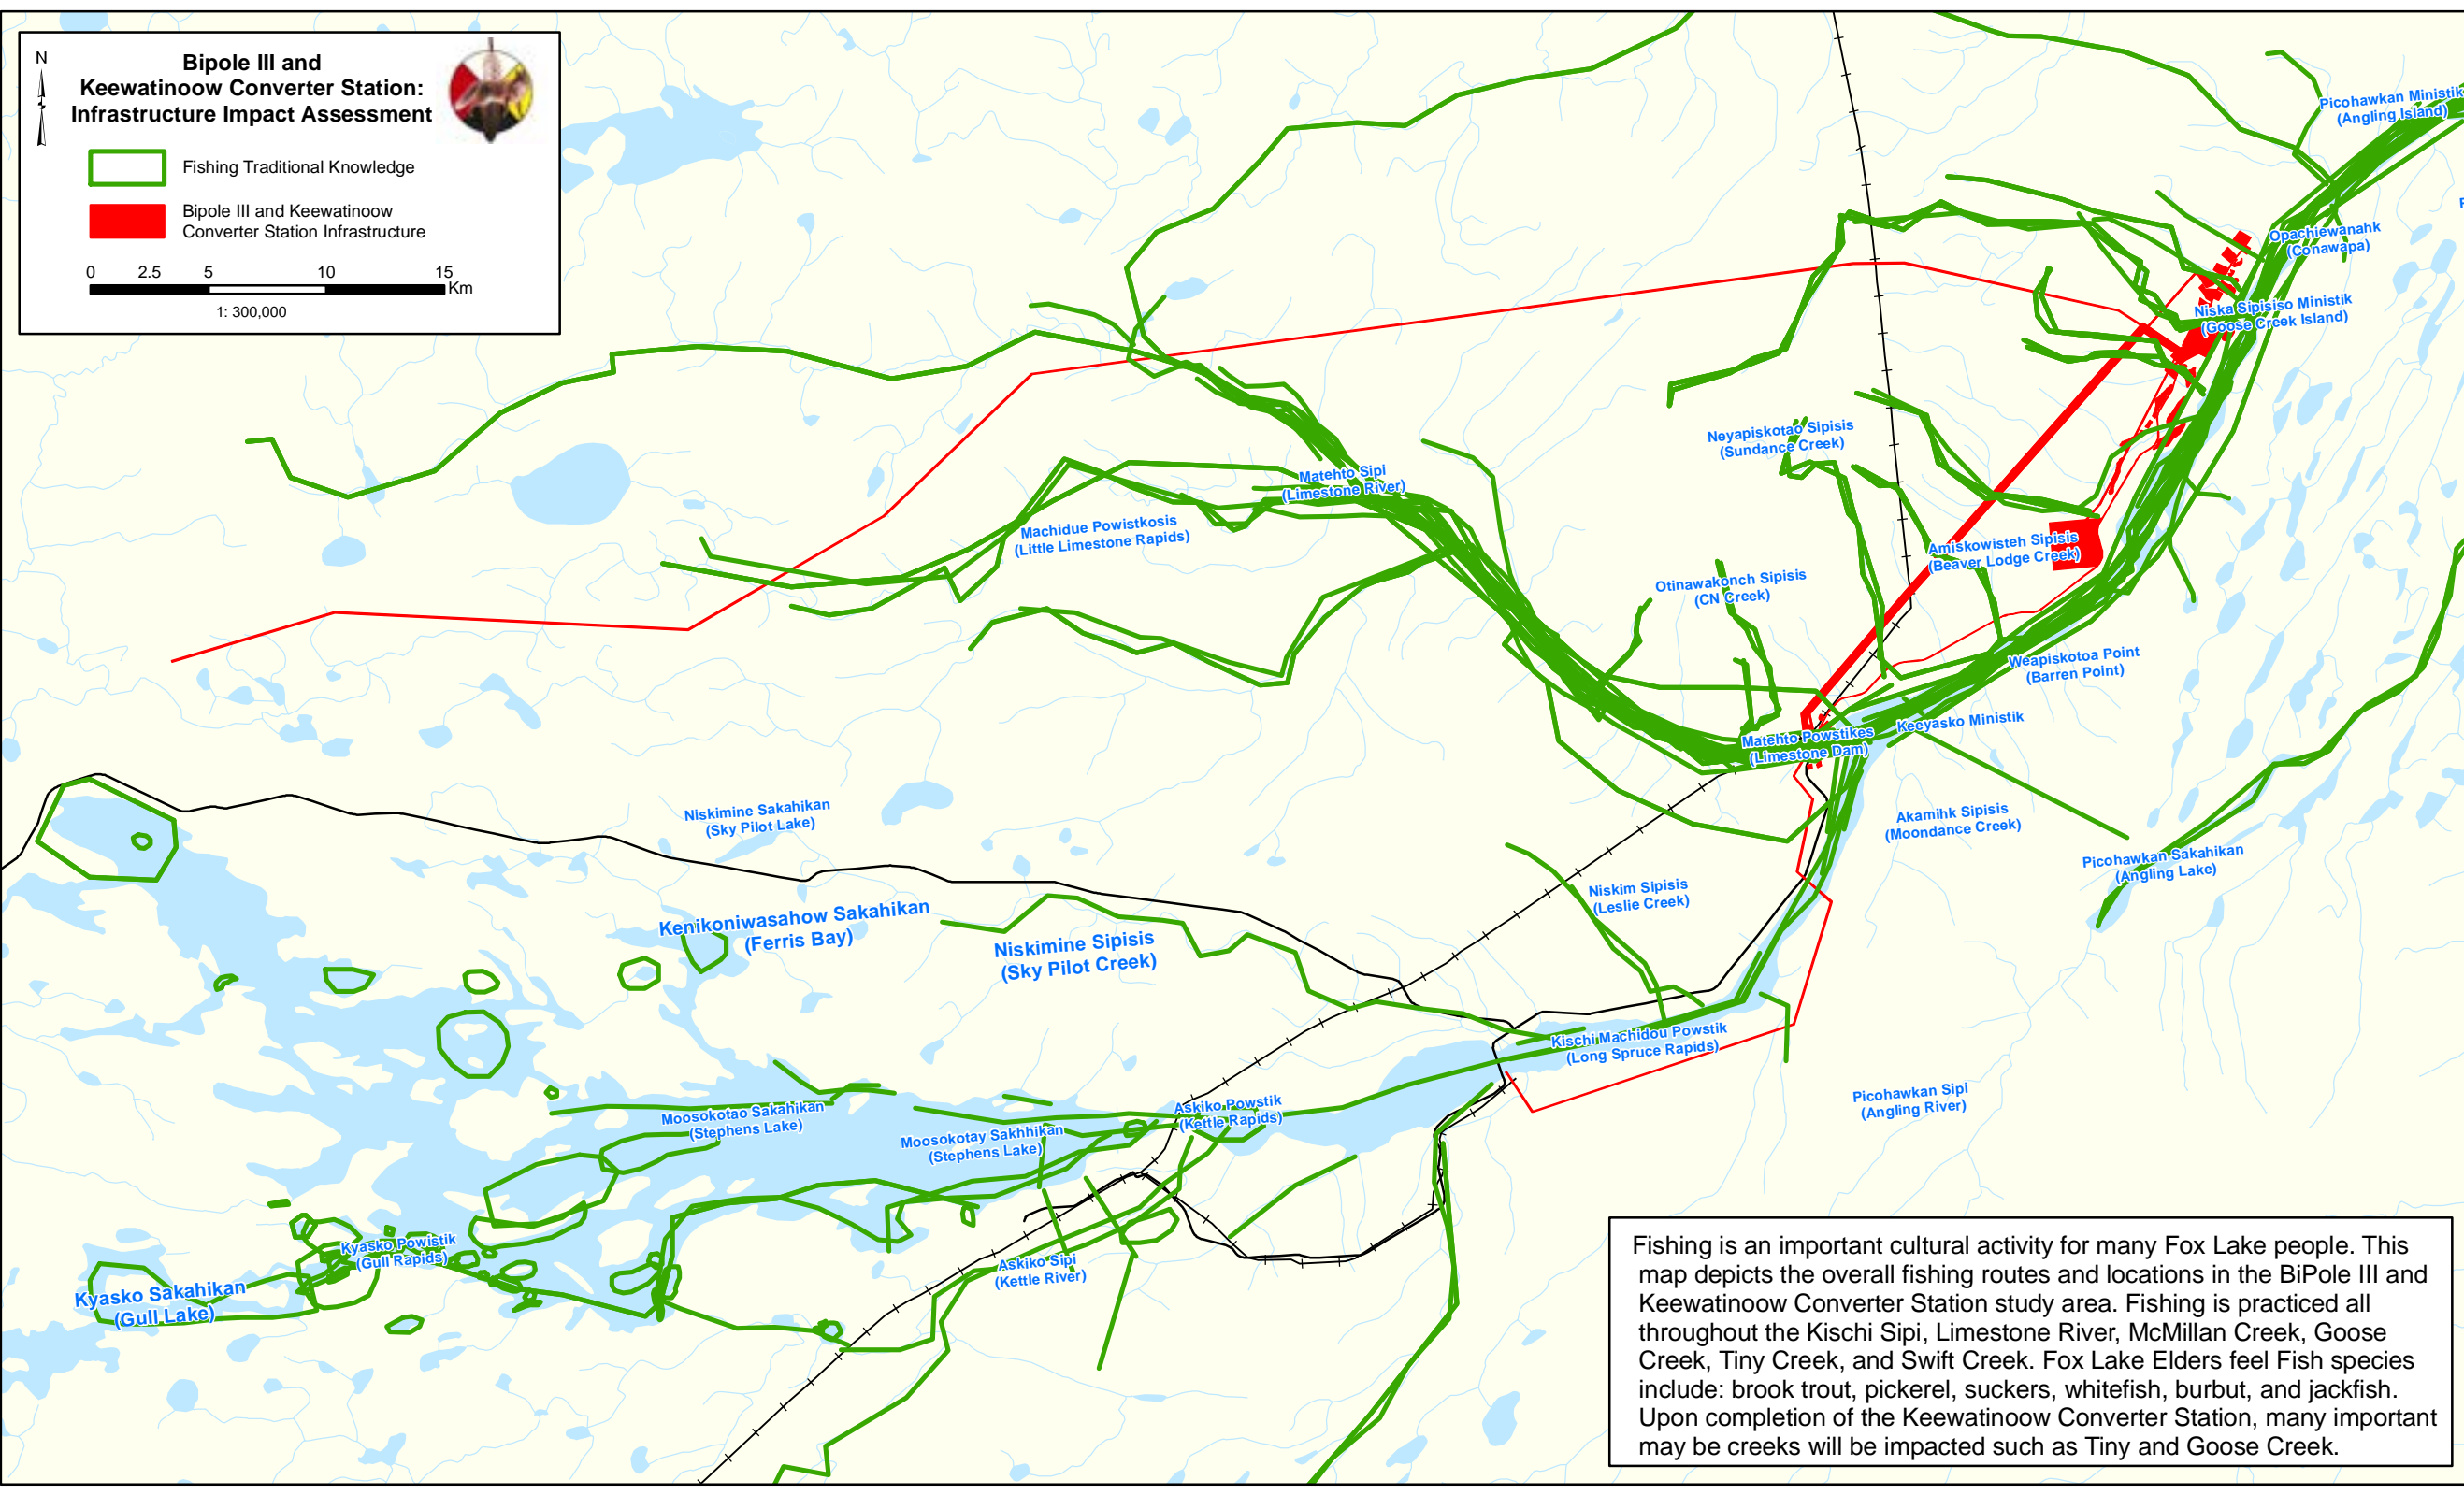 N
Bipole III and
Keewatinoow Converter Station:
Infrastructure Impact Assessment
Fishing Traditional Knowledge
Bipole III and Keewatinoow
Converter Station Infrastructure
0 2.5 5 10 15
Km
1: 300,000
Picohawkan Ministik
(Angling Island)
Opachiewanahk
(Conawapa)
Niska Sipisiso Ministik
(Goose Creek Island)
Neyapiskotao Sipisis
(Sundance Creek)
Matehto Sipi
(Limestone River)
Machidue Powistkosis
(Little Limestone Rapids)
Amiskowisteh Sipisis
(Beaver Lodge Creek)
Otinawakonch Sipisis
(CN Creek)
Weapiskotoa Point
(Barren Point)
Keeyasko Ministik
Matehto Powstikes
(Limestone Dam)
Niskimine Sakahikan
(Sky Pilot Lake)
Akamihk Sipisis
(Moondance Creek)
Picohawkan Sakahikan
(Angling Lake)
Niskim Sipisis
(Leslie Creek)
Kenikoniwasahow Sakahikan
(Ferris Bay)
Niskimine Sipisis
(Sky Pilot Creek)
Kischi Machidou Powstik
(Long Spruce Rapids)
Picohawkan Sipi
(Angling River)
Askiko Powstik
(Kettle Rapids)
Moosokotao Sakahikan
(Stephens Lake)
Moosokotay Sakhhikan
(Stephens Lake)
Kyasko Powistik
(Gull Rapids)
Askiko Sipi
(Kettle River)
Kyasko Sakahikan
(Gull Lake)
Fishing is an important cultural activity for many Fox Lake people. This
map depicts the overall fishing routes and locations in the BiPole III and
Keewatinoow Converter Station study area. Fishing is practiced all
throughout the Kischi Sipi, Limestone River, McMillan Creek, Goose
Creek, Tiny Creek, and Swift Creek. Fox Lake Elders feel Fish species
include: brook trout, pickerel, suckers, whitefish, burbut, and jackfish.
Upon completion of the Keewatinoow Converter Station, many important
may be creeks will be impacted such as Tiny and Goose Creek.